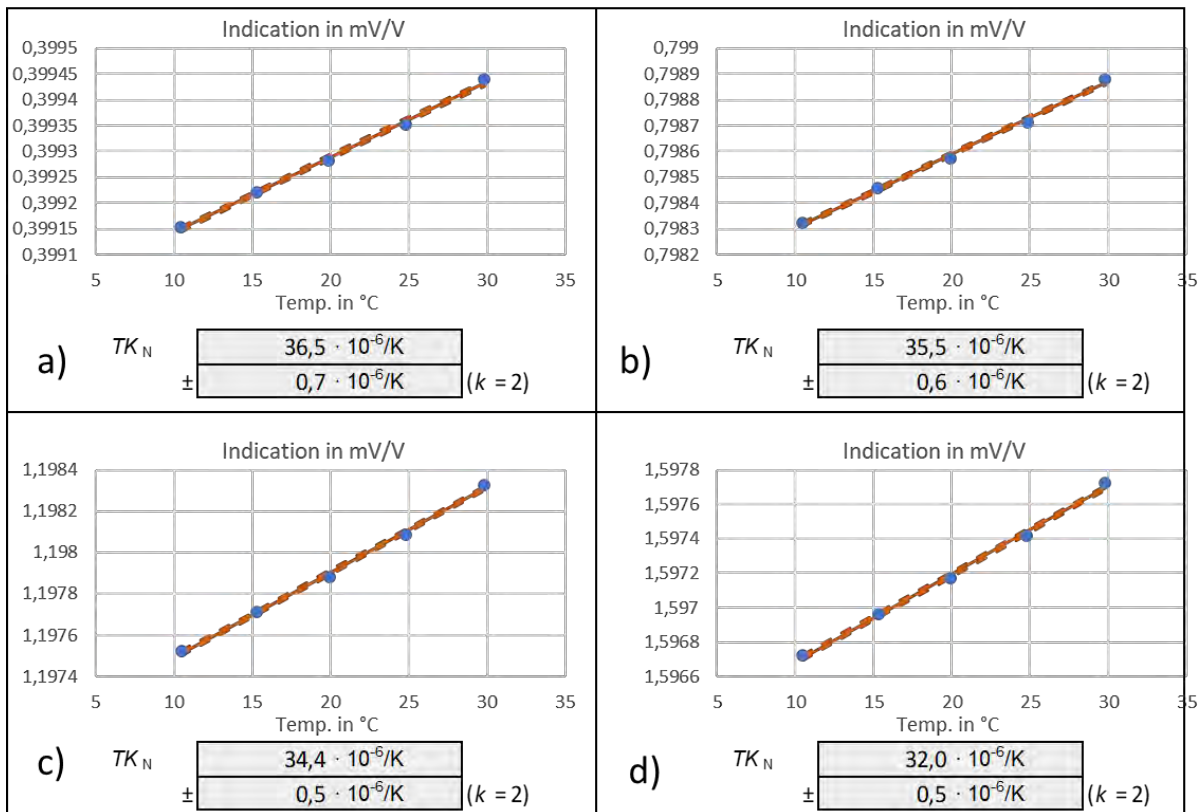 Indication in mV/V
0,3995
0,39945
0,3994
0,39935
0,3993
0,39925
0,3992
0,39915
0,3991
5 10 15 20 25 30 35
Temp. in °C
a) TK N 36,5 · 10⁻⁶/K
± 0,7 · 10⁻⁶/K (k = 2)
Indication in mV/V
0,799
0,7989
0,7988
0,7987
0,7986
0,7985
0,7984
0,7983
0,7982
5 10 15 20 25 30 35
Temp. in °C
b) TK N 35,5 · 10⁻⁶/K
± 0,6 · 10⁻⁶/K (k = 2)
Indication in mV/V
1,1984
1,1982
1,198
1,1978
1,1976
1,1974
5 10 15 20 25 30 35
Temp. in °C
c) TK N 34,4 · 10⁻⁶/K
± 0,5 · 10⁻⁶/K (k = 2)
Indication in mV/V
1,5978
1,5976
1,5974
1,5972
1,597
1,5968
1,5966
5 10 15 20 25 30 35
Temp. in °C
d) TK N 32,0 · 10⁻⁶/K
± 0,5 · 10⁻⁶/K (k = 2)